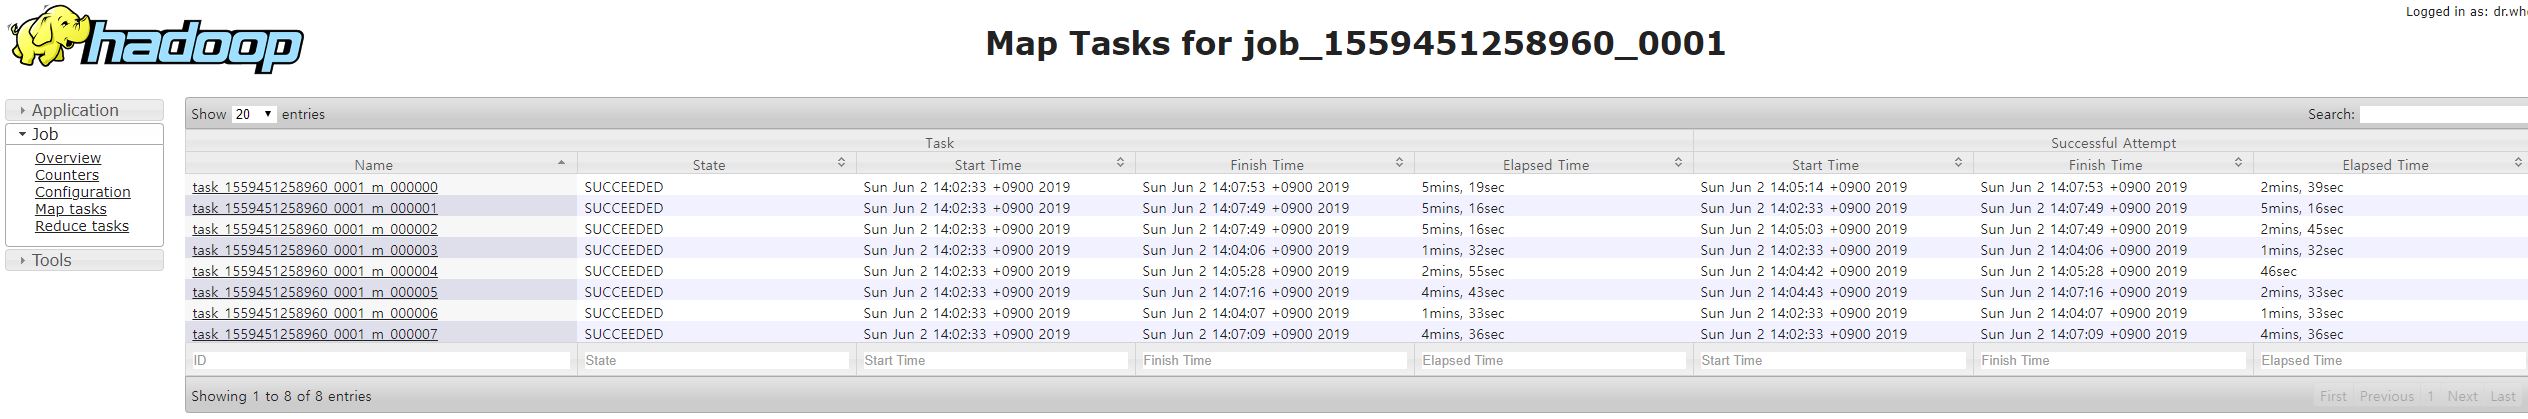 hadoop
Logged in as: dr.wh
Map Tasks for job_1559451258960_0001
Application
Job
Overview
Counters
Configuration
Map tasks
Reduce tasks
Tools
Show 20 entries Search:
Task Successful Attempt
Name State Start Time Finish Time Elapsed Time Start Time Finish Time Elapsed Time
task_1559451258960_0001_m_000000 SUCCEEDED Sun Jun 2 14:02:33 +0900 2019 Sun Jun 2 14:07:53 +0900 2019 5mins, 19sec Sun Jun 2 14:05:14 +0900 2019 Sun Jun 2 14:07:53 +0900 2019 2mins, 39sec
task_1559451258960_0001_m_000001 SUCCEEDED Sun Jun 2 14:02:33 +0900 2019 Sun Jun 2 14:07:49 +0900 2019 5mins, 16sec Sun Jun 2 14:02:33 +0900 2019 Sun Jun 2 14:07:49 +0900 2019 5mins, 16sec
task_1559451258960_0001_m_000002 SUCCEEDED Sun Jun 2 14:02:33 +0900 2019 Sun Jun 2 14:07:49 +0900 2019 5mins, 16sec Sun Jun 2 14:05:03 +0900 2019 Sun Jun 2 14:07:49 +0900 2019 2mins, 45sec
task_1559451258960_0001_m_000003 SUCCEEDED Sun Jun 2 14:02:33 +0900 2019 Sun Jun 2 14:04:06 +0900 2019 1mins, 32sec Sun Jun 2 14:02:33 +0900 2019 Sun Jun 2 14:04:06 +0900 2019 1mins, 32sec
task_1559451258960_0001_m_000004 SUCCEEDED Sun Jun 2 14:02:33 +0900 2019 Sun Jun 2 14:05:28 +0900 2019 2mins, 55sec Sun Jun 2 14:04:42 +0900 2019 Sun Jun 2 14:05:28 +0900 2019 46sec
task_1559451258960_0001_m_000005 SUCCEEDED Sun Jun 2 14:02:33 +0900 2019 Sun Jun 2 14:07:16 +0900 2019 4mins, 43sec Sun Jun 2 14:04:43 +0900 2019 Sun Jun 2 14:07:16 +0900 2019 2mins, 33sec
task_1559451258960_0001_m_000006 SUCCEEDED Sun Jun 2 14:02:33 +0900 2019 Sun Jun 2 14:04:07 +0900 2019 1mins, 33sec Sun Jun 2 14:02:33 +0900 2019 Sun Jun 2 14:04:07 +0900 2019 1mins, 33sec
task_1559451258960_0001_m_000007 SUCCEEDED Sun Jun 2 14:02:33 +0900 2019 Sun Jun 2 14:07:09 +0900 2019 4mins, 36sec Sun Jun 2 14:02:33 +0900 2019 Sun Jun 2 14:07:09 +0900 2019 4mins, 36sec
ID State Start Time Finish Time Elapsed Time Start Time Finish Time Elapsed Time
Showing 1 to 8 of 8 entries First Previous 1 Next Last